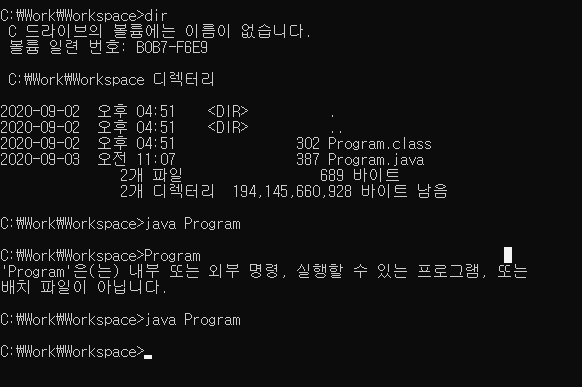 C:₩Work₩Workspace>dir
C 드라이브의 볼륨에는 이름이 없습니다.
볼륨 일련 번호: B0B7-F6E9
C:₩Work₩Workspace 디렉터리
2020-09-02 오후 04:51 <DIR> .
2020-09-02 오후 04:51 <DIR> ..
2020-09-02 오후 04:51 302 Program.class
2020-09-03 오전 11:07 387 Program.java
2개 파일 689 바이트
2개 디렉터리 194,145,660,928 바이트 남음
C:₩Work₩Workspace>java Program
C:₩Work₩Workspace>Program
'Program'은(는) 내부 또는 외부 명령, 실행할 수 있는 프로그램, 또는
배치 파일이 아닙니다.
C:₩Work₩Workspace>java Program
C:₩Work₩Workspace>